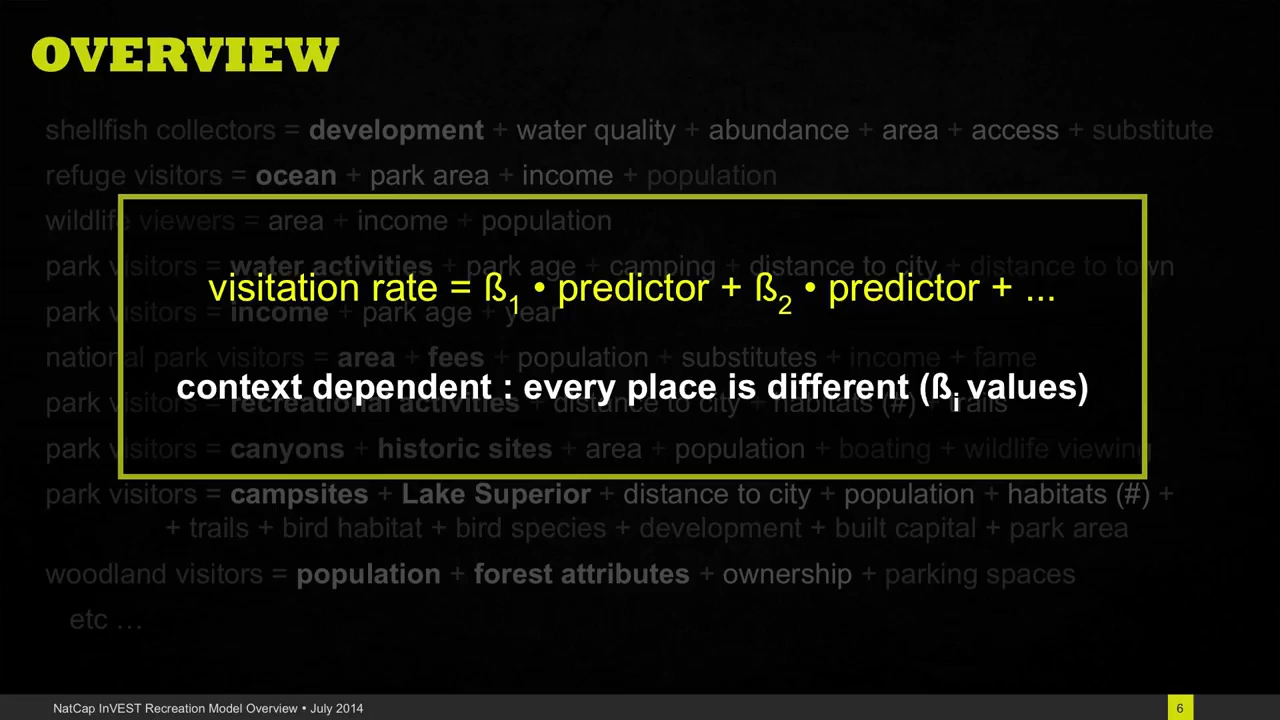 OVERVIEW
shellfish collectors = development + water quality + abundance + area + access + substitute
refuge visitors = ocean + park area + income + population
wildlife viewers = area + income + population
park visitors = water activities + park age + camping + distance to city + distance to town
visitation rate = ß1 • predictor + ß2 • predictor + ...
park visitors = income + park age + year
national park visitors = area + fees + population + substitutes + income + fame
context dependent : every place is different (ßi values)
park visitors = recreational activities + distance to city + habitats (#) + trails
park visitors = canyons + historic sites + area + population + boating + wildlife viewing
park visitors = campsites + Lake Superior + distance to city + population + habitats (#) +
+ trails + bird habitat + bird species + development + built capital + park area
woodland visitors = population + forest attributes + ownership + parking spaces
etc ...
NatCap InVEST Recreation Model Overview • July 2014
6